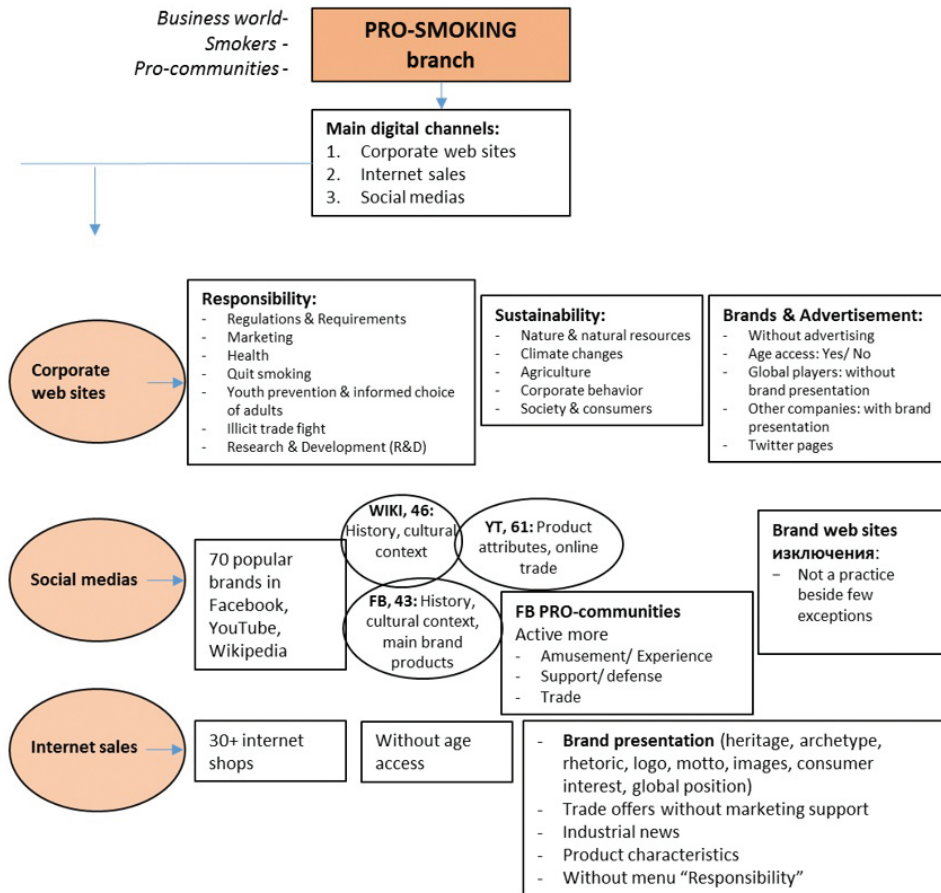 Business world-
Smokers -
Pro-communities -
PRO-SMOKING
branch
Main digital channels:
1. Corporate web sites
2. Internet sales
3. Social medias
Corporate
web sites
Responsibility:
- Regulations & Requirements
- Marketing
- Health
- Quit smoking
- Youth prevention & informed choice
of adults
- Illicit trade fight
- Research & Development (R&D)
Sustainability:
- Nature & natural resources
- Climate changes
- Agriculture
- Corporate behavior
- Society & consumers
Brands & Advertisement:
- Without advertising
- Age access: Yes/ No
- Global players: without
brand presentation
- Other companies: with brand
presentation
- Twitter pages
Social medias
70 popular
brands in
Facebook,
YouTube,
Wikipedia
WIKI, 46:
History, cultural
context
YT, 61: Product
attributes, online
trade
FB, 43: History,
cultural context,
main brand
products
FB PRO-communities
Active more
- Amusement/ Experience
- Support/ defense
- Trade
Brand web sites
изключения:
− Not a practice
beside few
exceptions
Internet sales
30+ internet
shops
Without age
access
- Brand presentation (heritage, archetype,
rhetoric, logo, motto, images, consumer
interest, global position)
- Trade offers without marketing support
- Industrial news
- Product characteristics
- Without menu “Responsibility”